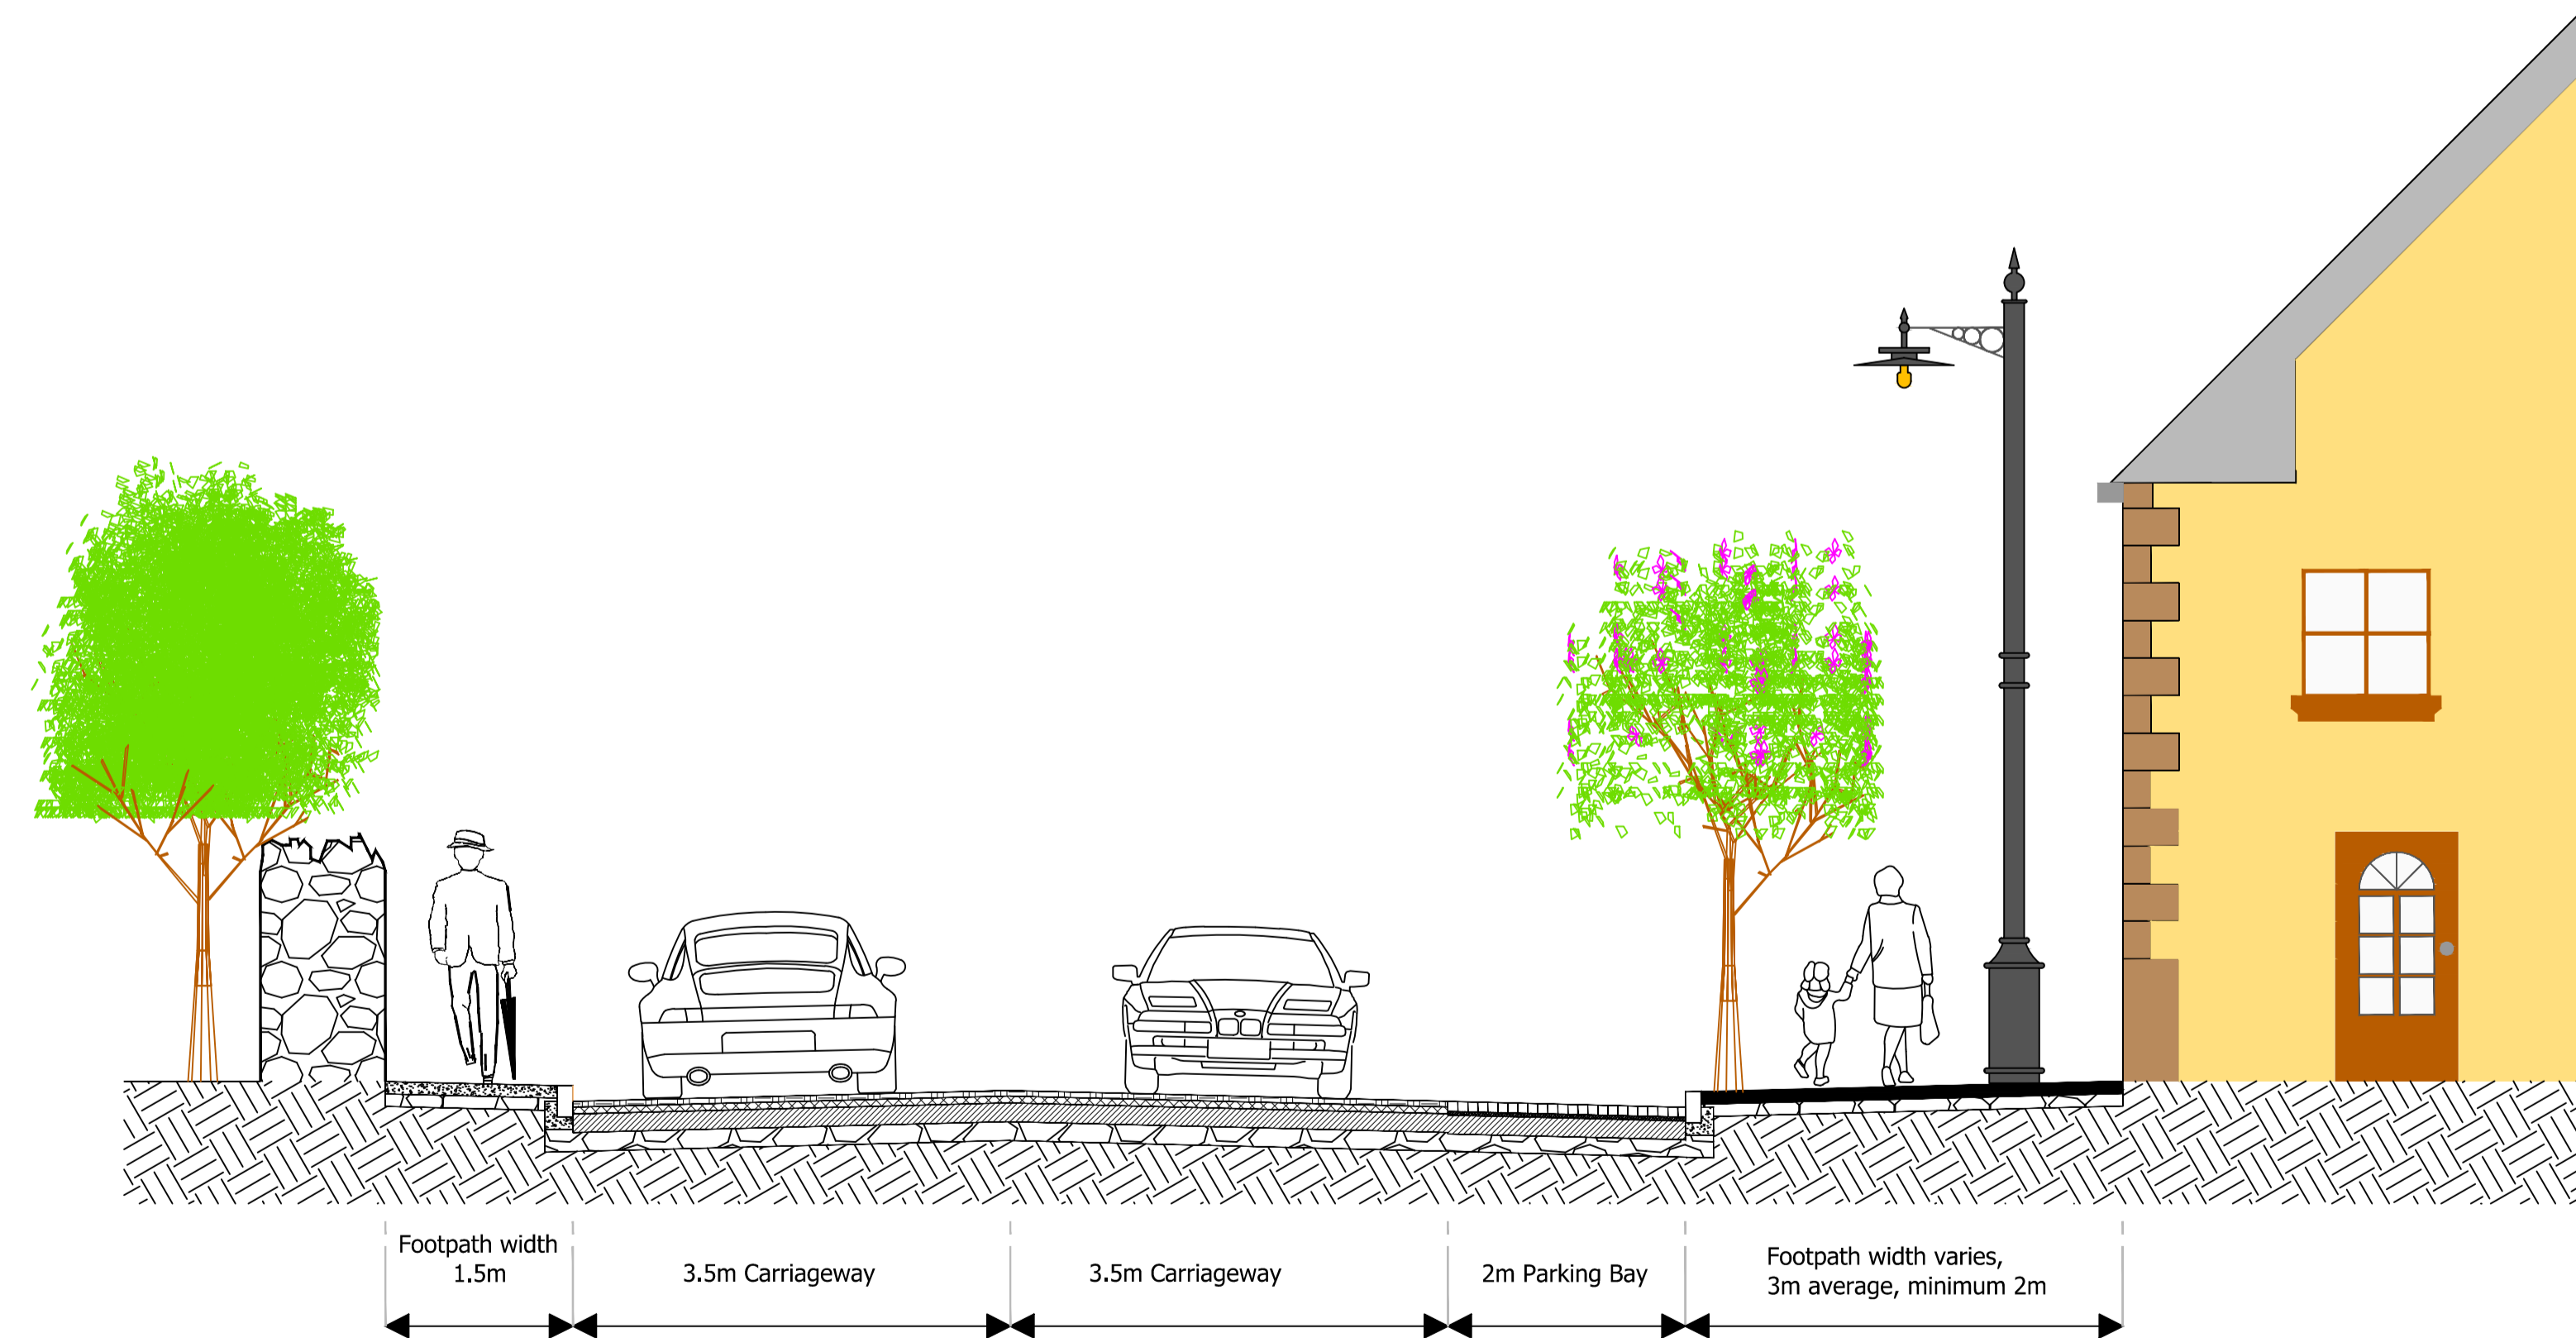 Footpath width
1.5m
3.5m Carriageway
3.5m Carriageway
2m Parking Bay
Footpath width varies,
3m average, minimum 2m